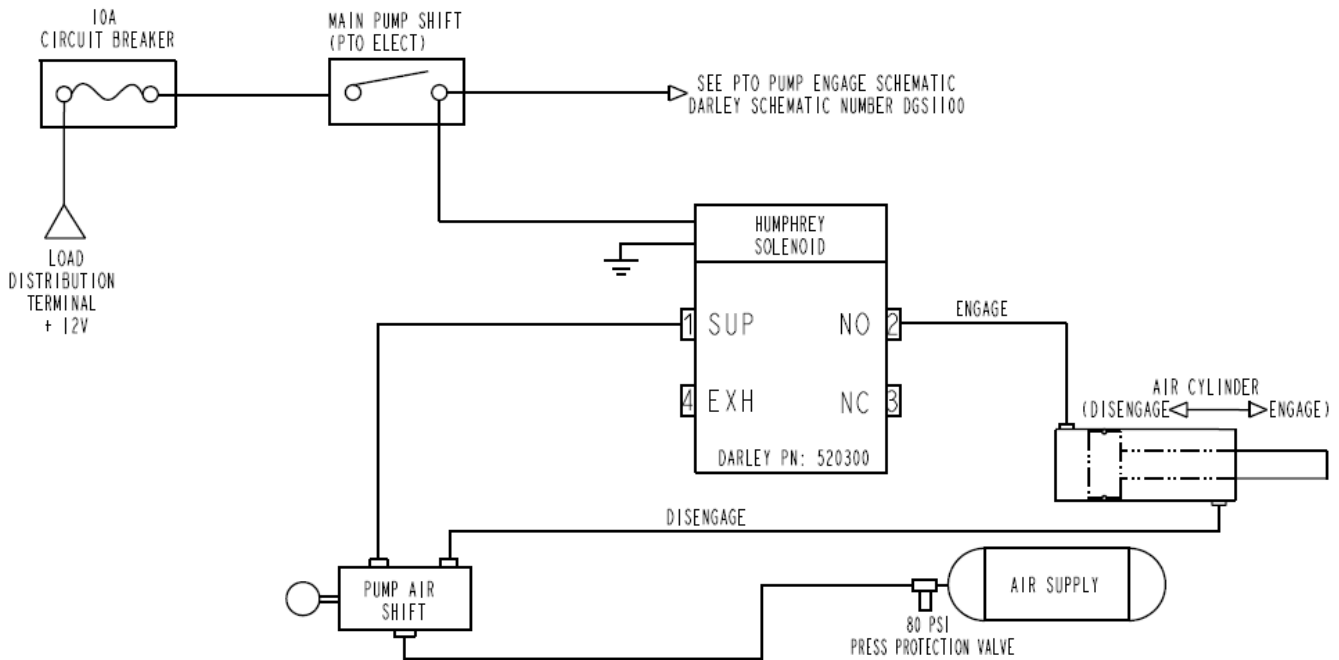 10A
CIRCUIT BREAKER
MAIN PUMP SHIFT
(PTO ELECT)
SEE PTO PUMP ENGAGE SCHEMATIC
DARLEY SCHEMATIC NUMBER DGS1100
LOAD
DISTRIBUTION
TERMINAL
+ 12V
HUMPHREY
SOLENOID
1 SUP NO 2
4 EXH NC 3
DARLEY PN: 520300
ENGAGE
AIR CYLINDER
(DISENGAGE ENGAGE)
DISENGAGE
PUMP AIR
SHIFT
AIR SUPPLY
80 PSI
PRESS PROTECTION VALVE